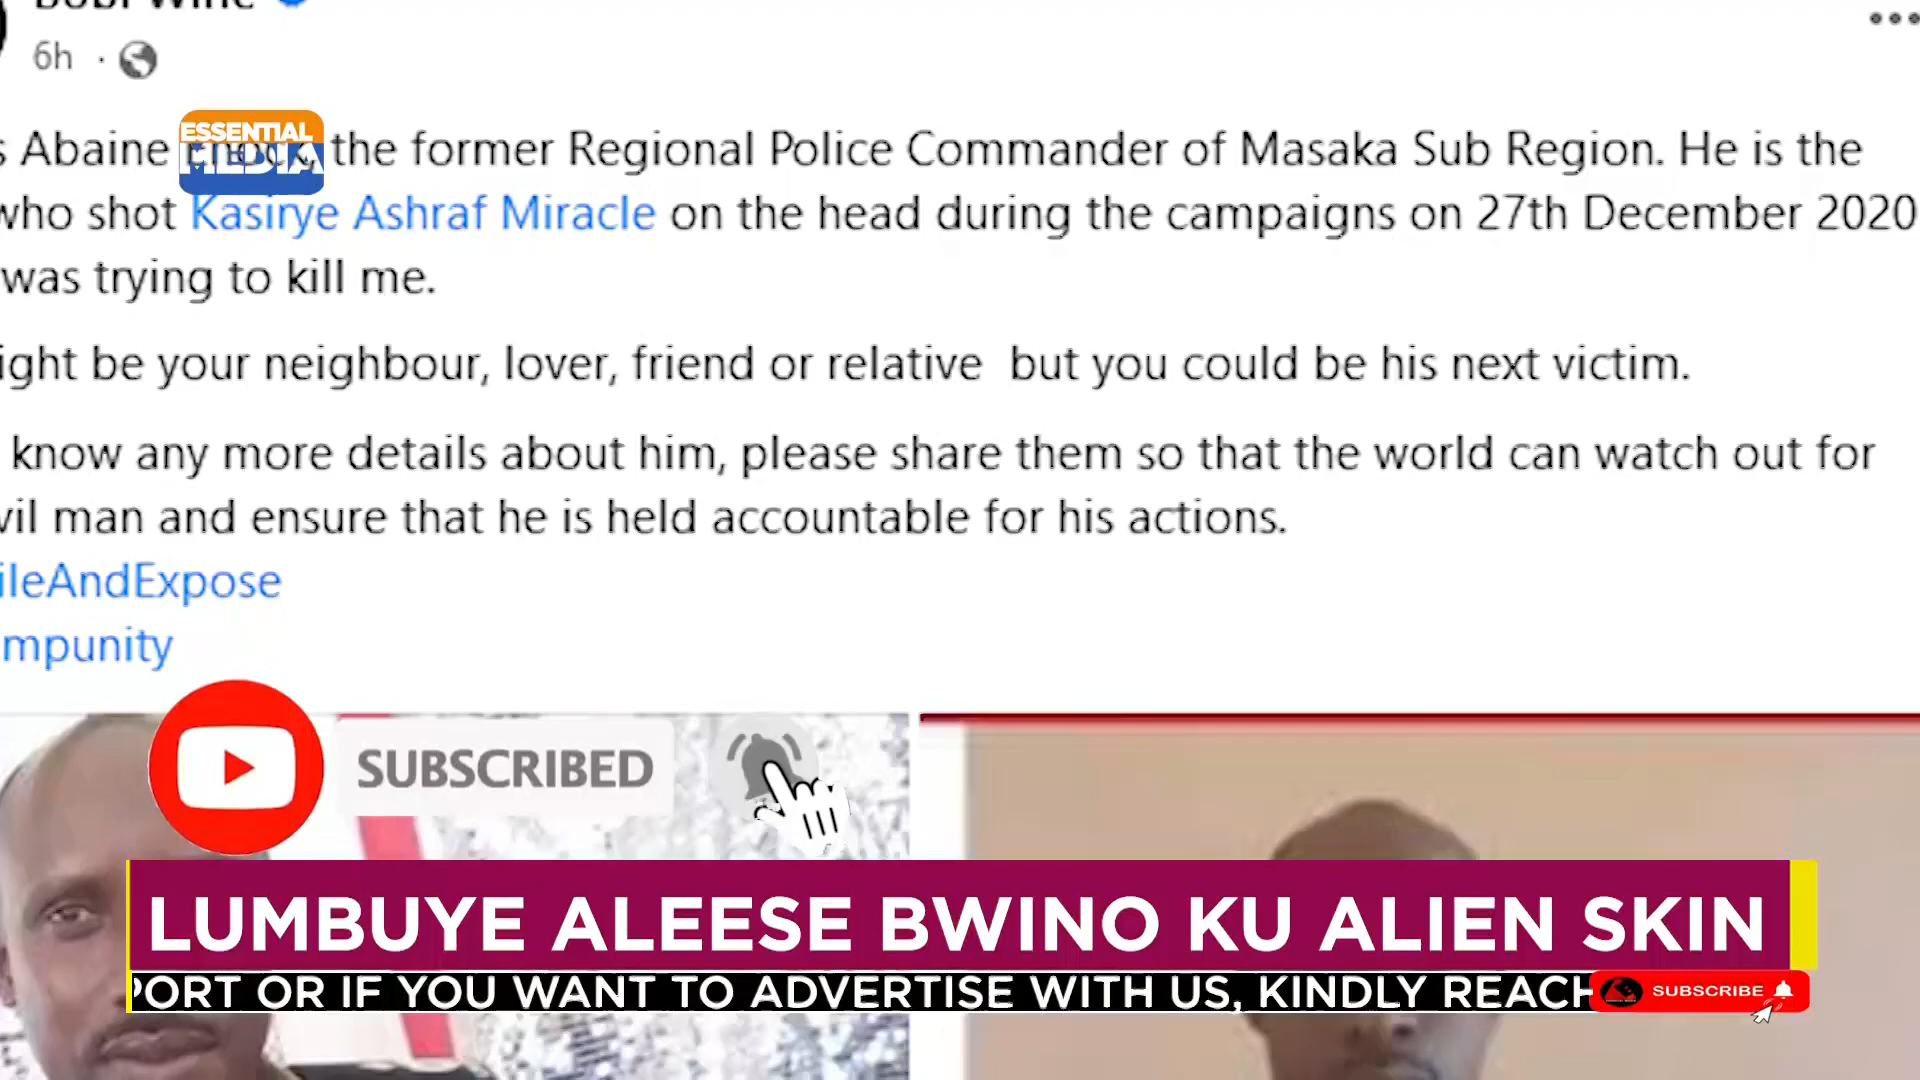 Bobi Wine
6h ·
ESSENTIAL
MEDIA
s Abaine Enock, the former Regional Police Commander of Masaka Sub Region. He is the
who shot Kasirye Ashraf Miracle on the head during the campaigns on 27th December 2020
was trying to kill me.
ight be your neighbour, lover, friend or relative but you could be his next victim.
know any more details about him, please share them so that the world can watch out for
vil man and ensure that he is held accountable for his actions.
ileAndExpose
mpunity
SUBSCRIBED
LUMBUYE ALEESE BWINO KU ALIEN SKIN
PORT OR IF YOU WANT TO ADVERTISE WITH US, KINDLY REACH
SUBSCRIBE